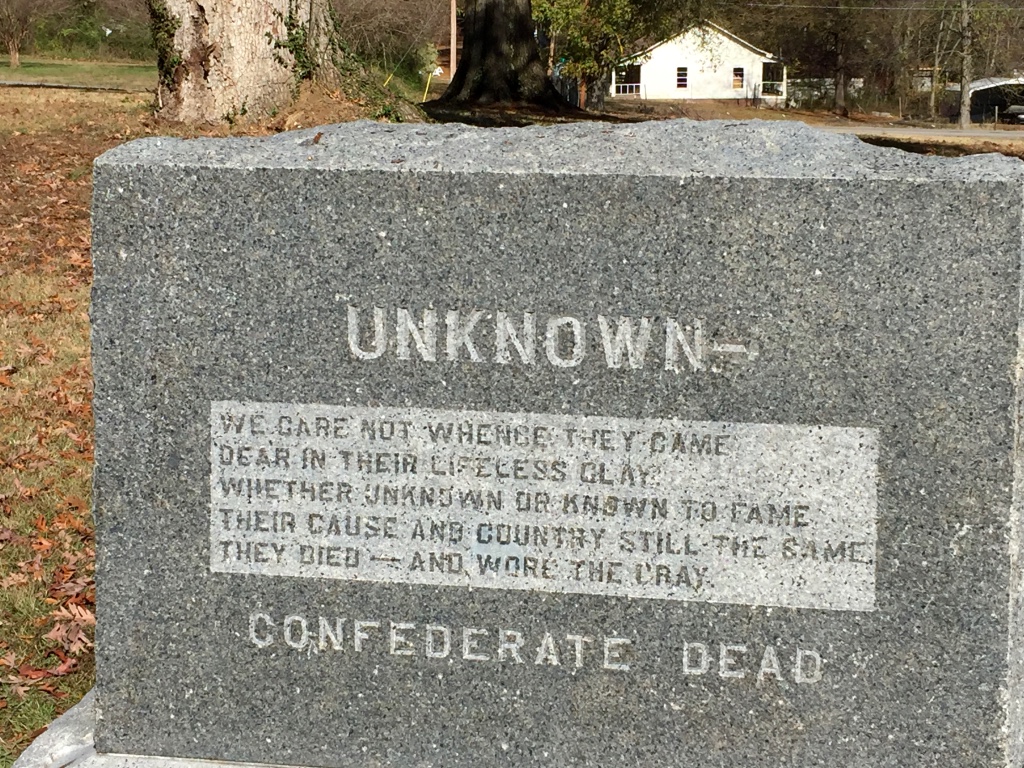 UNKNOWN—
WE CARE NOT WHENCE THEY CAME
DEAR IN THEIR LIFELESS CLAY!
WHETHER UNKNOWN OR KNOWN TO FAME
THEIR CAUSE AND COUNTRY STILL THE SAME
THEY DIED — AND WORE THE GRAY.
CONFEDERATE DEAD